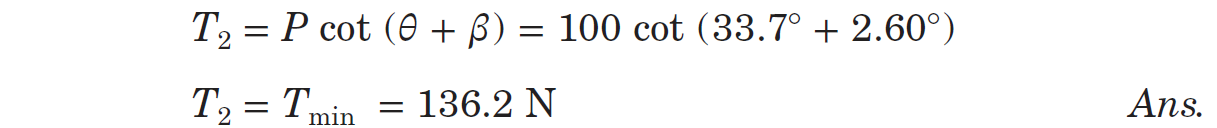 T₂ = P cot (θ + β) = 100 cot (33.7° + 2.60°)
T₂ = T_min = 136.2 N Ans.